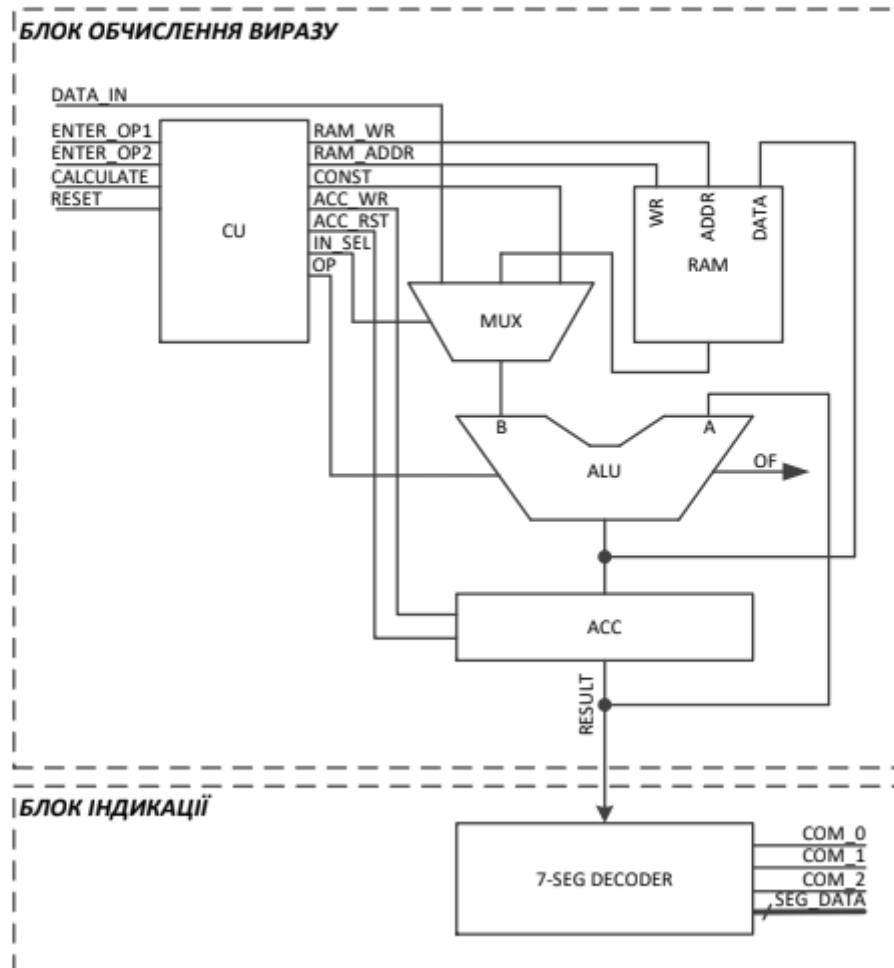 БЛОК ОБЧИСЛЕННЯ ВИРАЗУ
DATA_IN
ENTER_OP1
ENTER_OP2
CALCULATE
RESET
CU
RAM_WR
RAM_ADDR
CONST
ACC_WR
ACC_RST
IN_SEL
OP
WR
ADDR
DATA
RAM
MUX
B
A
ALU
OF
ACC
RESULT
БЛОК ІНДИКАЦІЇ
7-SEG DECODER
COM_0
COM_1
COM_2
SEG_DATA